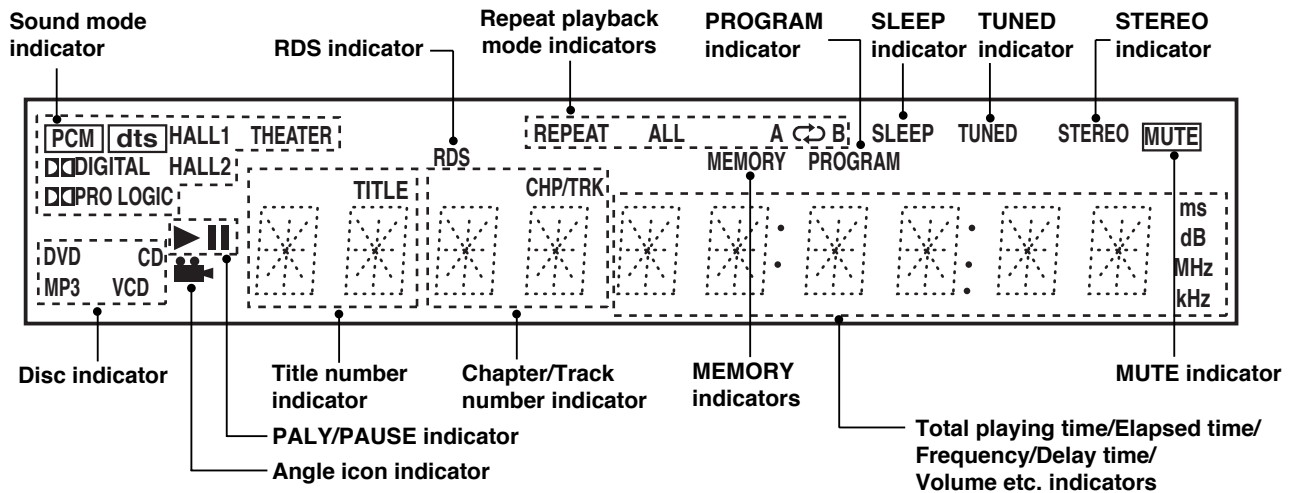 Sound mode
indicator
RDS indicator
Repeat playback
mode indicators
PROGRAM
indicator
SLEEP
indicator
TUNED
indicator
STEREO
indicator
PCM dts HALL1 THEATER
REPEAT ALL A B SLEEP TUNED STEREO MUTE
DIGITAL HALL2
RDS
MEMORY PROGRAM
PRO LOGIC
TITLE
CHP/TRK
ms
dB
MHz
kHz
DVD CD
MP3 VCD
Disc indicator
Title number
indicator
Chapter/Track
number indicator
MEMORY
indicators
MUTE indicator
PALY/PAUSE indicator
Angle icon indicator
Total playing time/Elapsed time/
Frequency/Delay time/
Volume etc. indicators